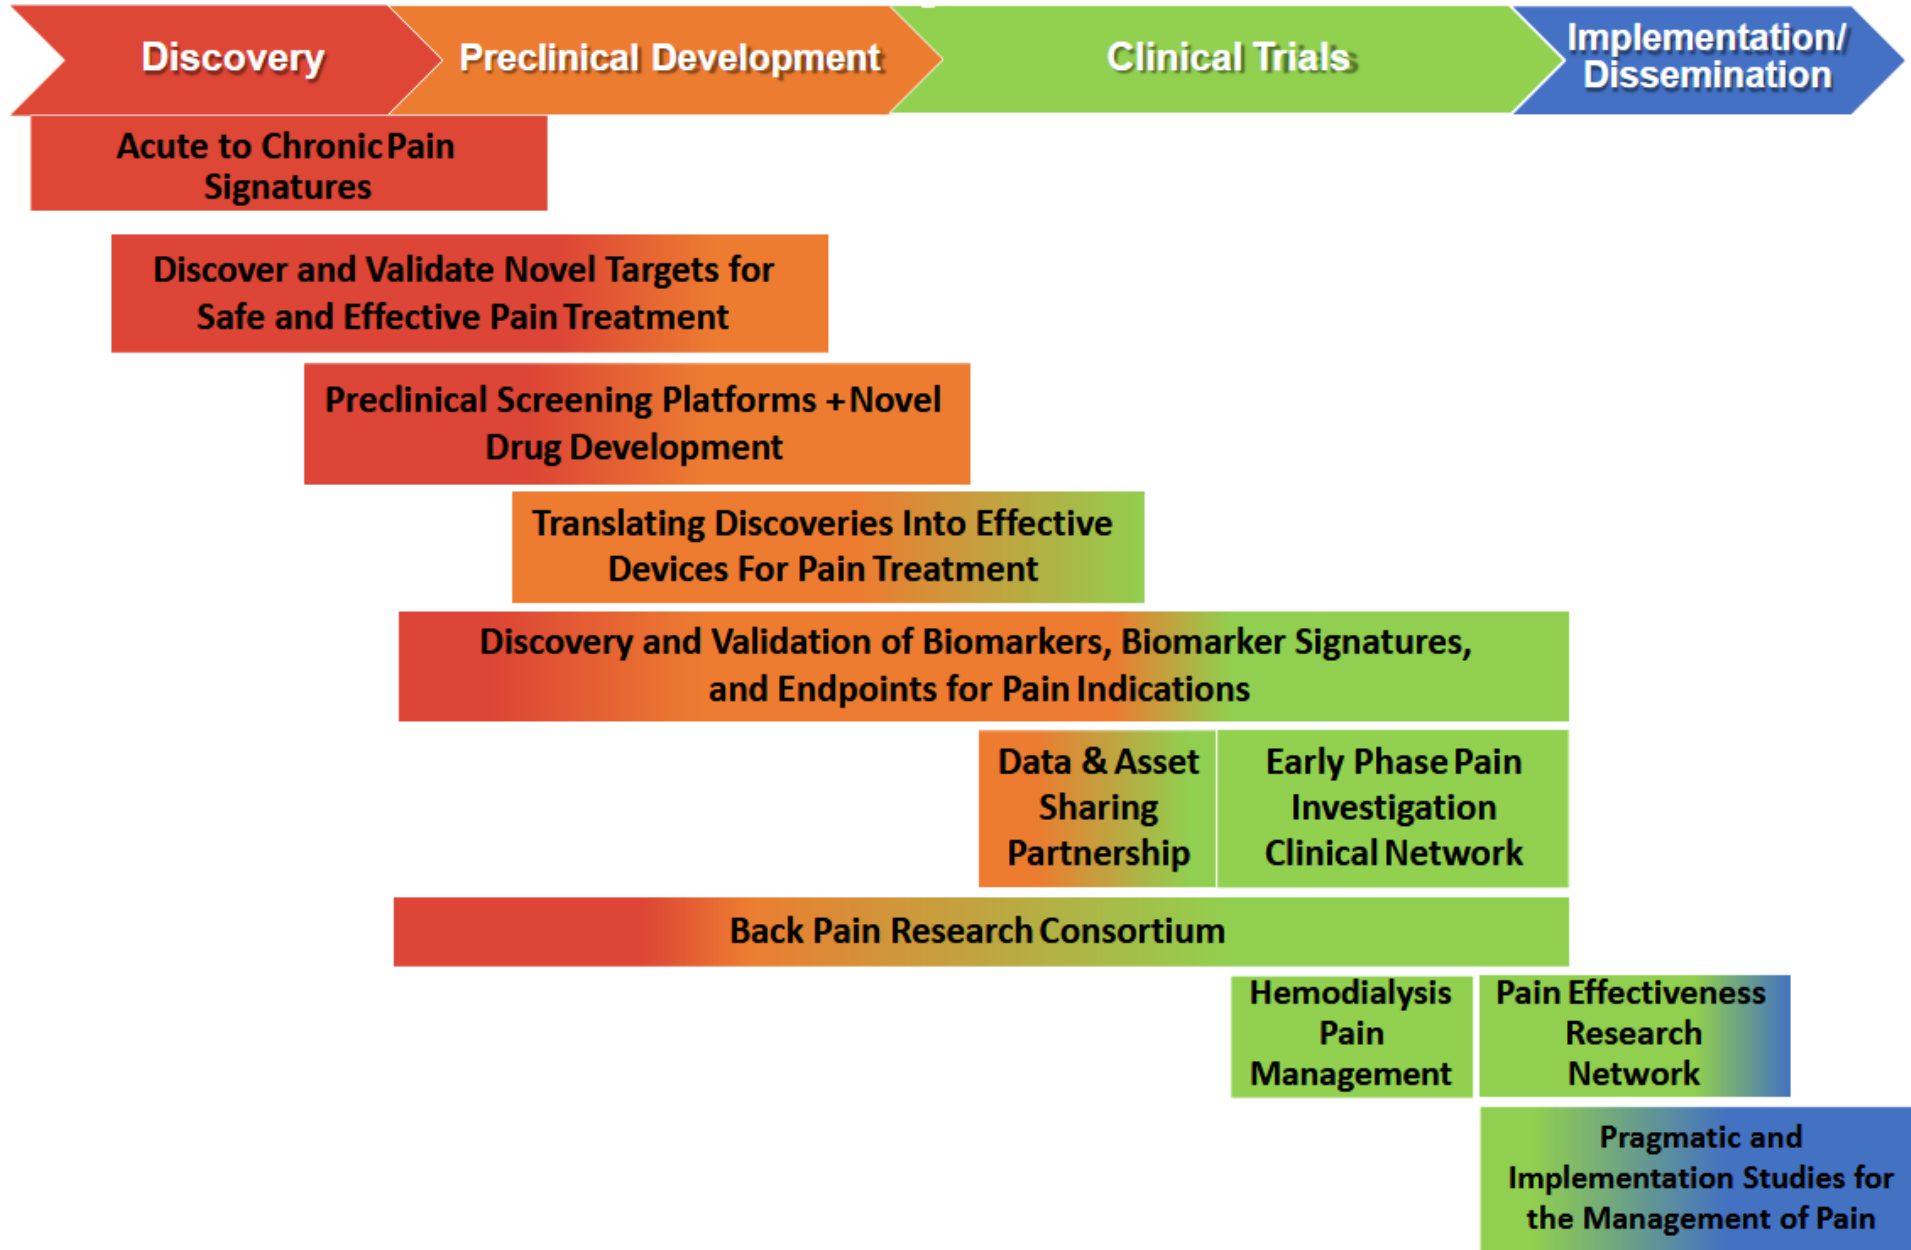 Discovery
Preclinical Development
Clinical Trials
Implementation/
Dissemination
Acute to Chronic Pain
Signatures
Discover and Validate Novel Targets for
Safe and Effective Pain Treatment
Preclinical Screening Platforms + Novel
Drug Development
Translating Discoveries Into Effective
Devices For Pain Treatment
Discovery and Validation of Biomarkers, Biomarker Signatures,
and Endpoints for Pain Indications
Data & Asset
Sharing
Partnership
Early Phase Pain
Investigation
Clinical Network
Back Pain Research Consortium
Hemodialysis
Pain
Management
Pain Effectiveness
Research
Network
Pragmatic and
Implementation Studies for
the Management of Pain